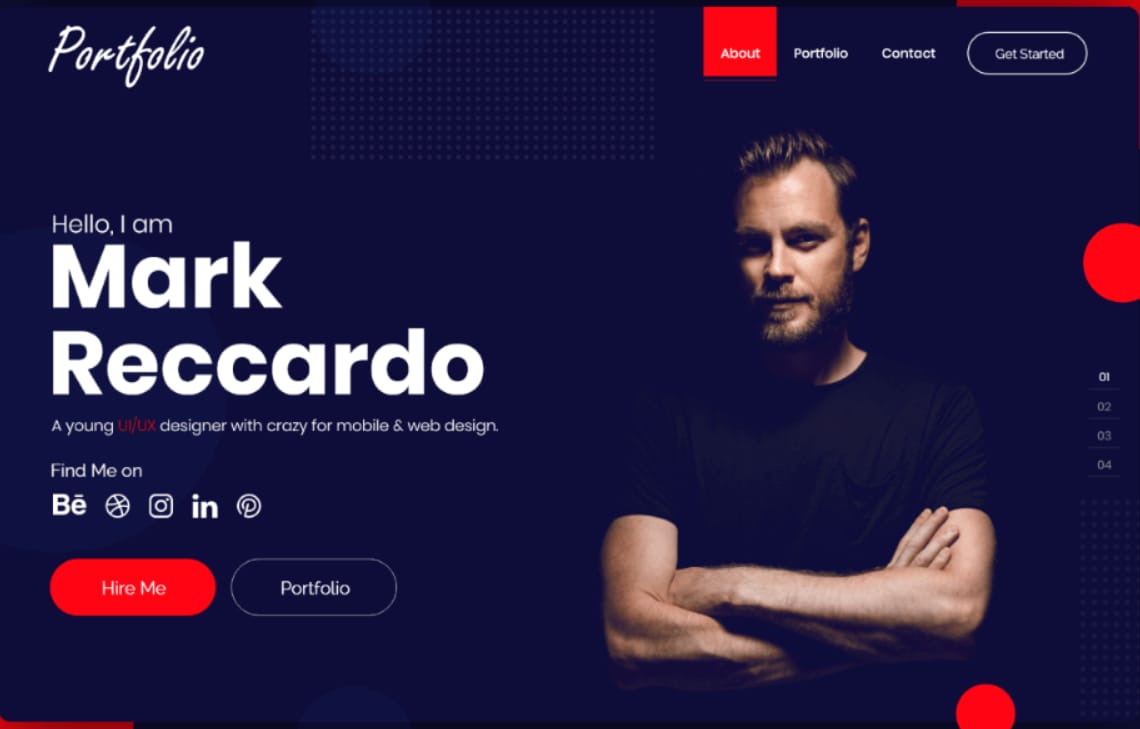 Portfolio
About
Portfolio
Contact
Get Started
Hello, I am
Mark
Reccardo
A young UI/UX designer with crazy for mobile & web design.
Find Me on
Bē
in
Hire Me
Portfolio
01
02
03
04